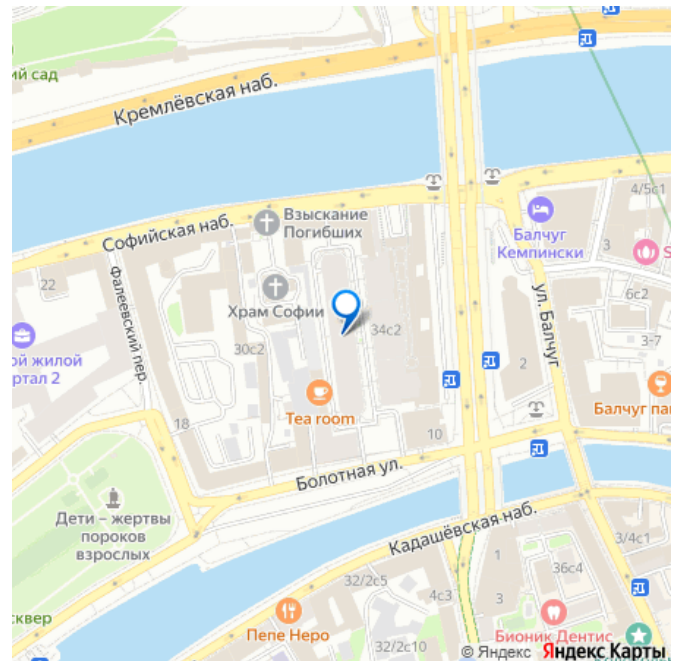 ий сад
Кремлёвская наб.
4/5с1
Взыскание
Погибших
Софийская наб.
Балчуг
Кемпински
3
S
22
6с2
Фалеевский пер.
Храм Софии
34с2
ул. Балчуг
ой жилой
ртал 2
30с2
2
3-7
Tea room
Балчуг па
18
10
Болотная ул.
Дети – жертвы
пороков
взрослых
Кадашёвская наб.
3/4с1
1
32/2с5
36с4
4с3
3
сквер
Пепе Неро
32/2с10
Бионик Дентис
© Яндекс Яндекс Карты